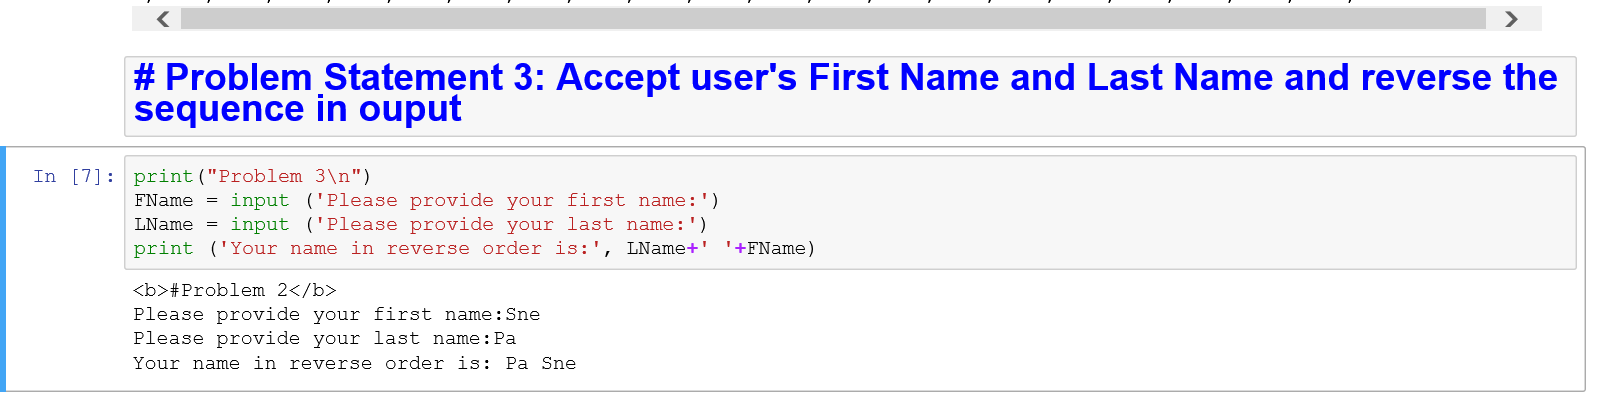 # Problem Statement 3: Accept user's First Name and Last Name and reverse the
sequence in ouput
In [7]:
print("Problem 3\n")
FName = input ('Please provide your first name:')
LName = input ('Please provide your last name:')
print ('Your name in reverse order is:', LName+' '+FName)
<b>#Problem 2</b>
Please provide your first name:Sne
Please provide your last name:Pa
Your name in reverse order is: Pa Sne